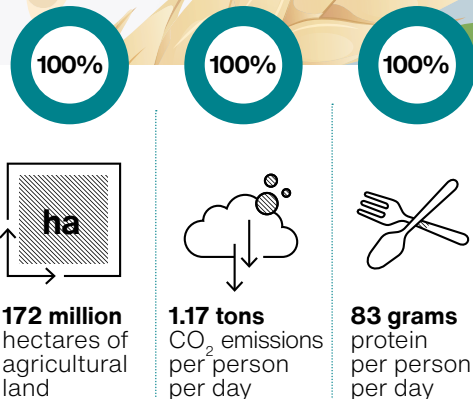 100%
100%
100%
ha
172 million
hectares of
agricultural
land
1.17 tons
CO₂ emissions
per person
per day
83 grams
protein
per person
per day